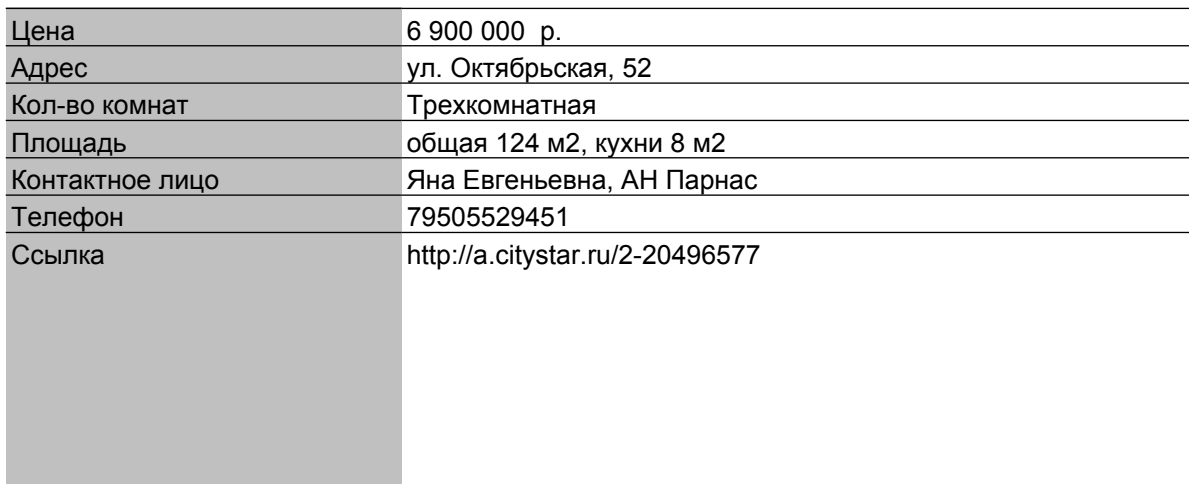 Цена 6 900 000  р.
Адрес ул. Октябрьская, 52
Кол-во комнат Трехкомнатная
Площадь общая 124 м2, кухни 8 м2
Контактное лицо Яна Евгеньевна, АН Парнас
Телефон 79505529451
Ссылка http://a.citystar.ru/2-20496577